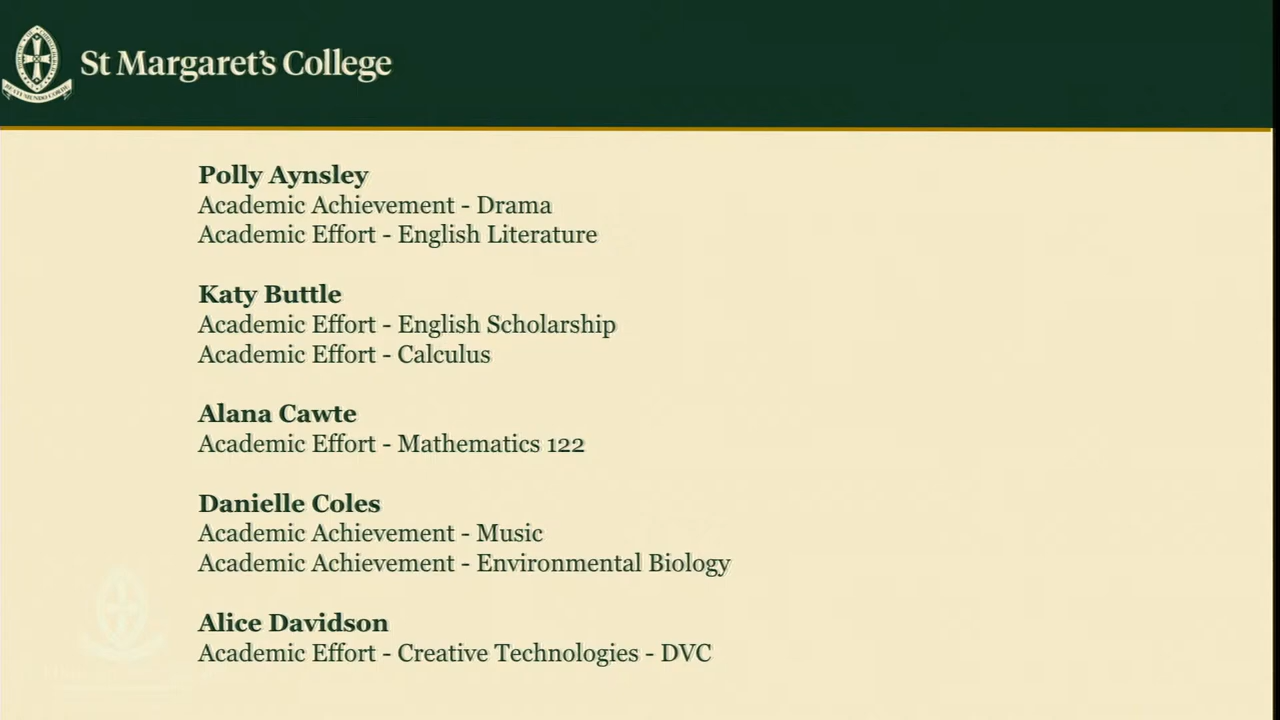 St Margaret's College
Polly Aynsley
Academic Achievement - Drama
Academic Effort - English Literature
Katy Buttle
Academic Effort - English Scholarship
Academic Effort - Calculus
Alana Cawte
Academic Effort - Mathematics 122
Danielle Coles
Academic Achievement - Music
Academic Achievement - Environmental Biology
Alice Davidson
Academic Effort - Creative Technologies - DVC